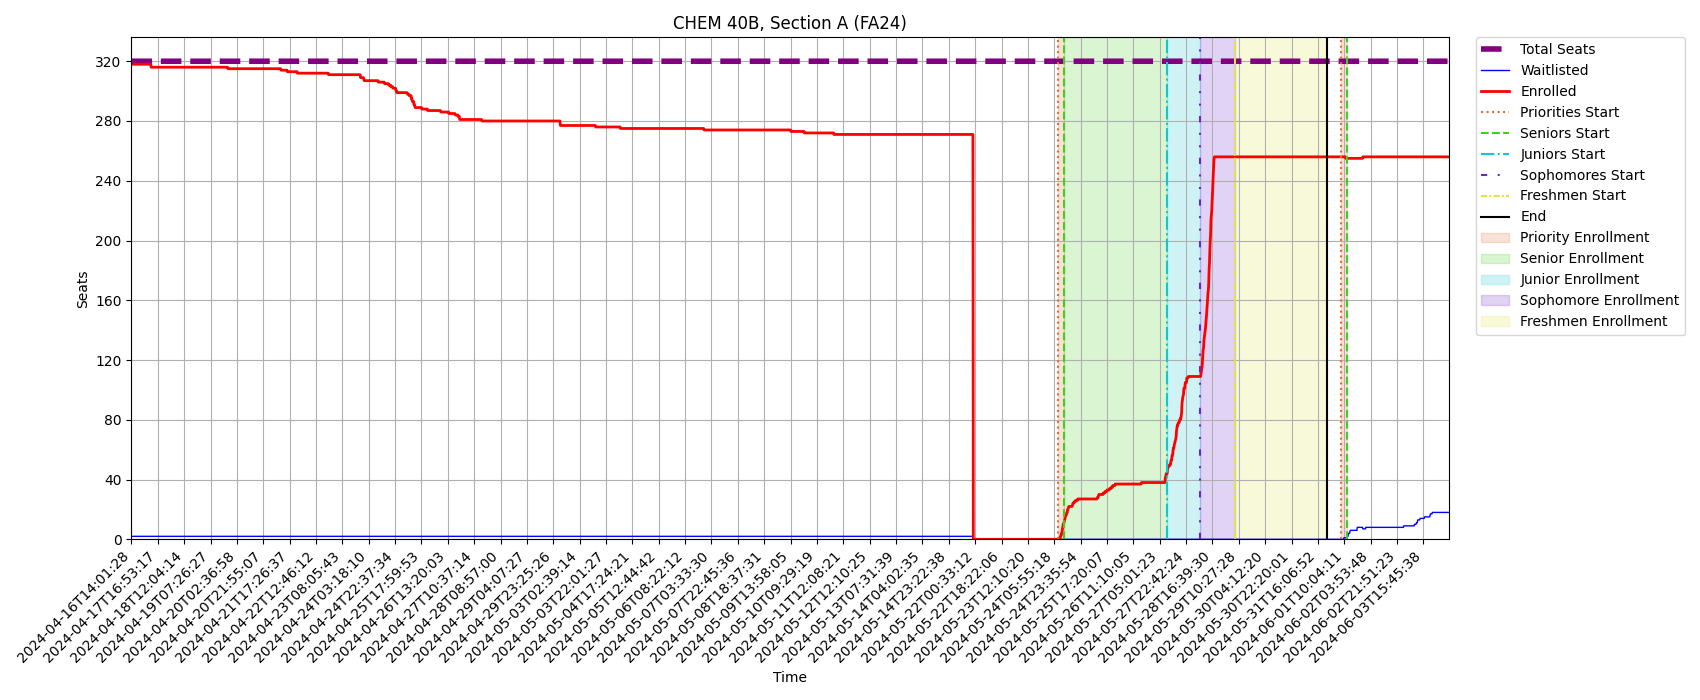 CHEM 40B, Section A (FA24)
Seats
320
280
240
200
160
120
80
40
0
Total Seats
Waitlisted
Enrolled
Priorities Start
Seniors Start
Juniors Start
Sophomores Start
Freshmen Start
End
Priority Enrollment
Senior Enrollment
Junior Enrollment
Sophomore Enrollment
Freshmen Enrollment
2024-04-16T14:01:28
2024-04-17T16:53:17
2024-04-18T12:04:14
2024-04-19T07:26:27
2024-04-20T02:36:58
2024-04-20T21:55:07
2024-04-21T17:26:37
2024-04-22T12:46:12
2024-04-23T08:05:43
2024-04-24T03:18:10
2024-04-24T22:37:34
2024-04-25T17:59:53
2024-04-26T13:20:03
2024-04-27T10:37:14
2024-04-28T08:57:00
2024-04-29T04:07:27
2024-04-29T23:25:26
2024-05-03T02:39:14
2024-05-03T22:01:27
2024-05-04T17:24:21
2024-05-05T12:44:42
2024-05-06T08:22:12
2024-05-07T03:33:30
2024-05-07T22:45:36
2024-05-08T18:37:31
2024-05-09T13:58:05
2024-05-10T09:29:19
2024-05-11T12:08:21
2024-05-12T12:10:25
2024-05-13T07:31:39
2024-05-14T04:02:35
2024-05-14T23:22:38
2024-05-22T00:33:12
2024-05-22T18:22:06
2024-05-23T12:10:20
2024-05-24T05:55:18
2024-05-24T23:35:54
2024-05-25T17:20:07
2024-05-26T11:10:05
2024-05-27T05:01:23
2024-05-27T22:42:24
2024-05-28T16:39:30
2024-05-29T10:27:28
2024-05-30T04:12:20
2024-05-30T22:20:01
2024-05-31T16:06:52
2024-06-01T10:04:11
2024-06-02T03:53:48
2024-06-02T21:51:23
2024-06-03T15:45:38
Time